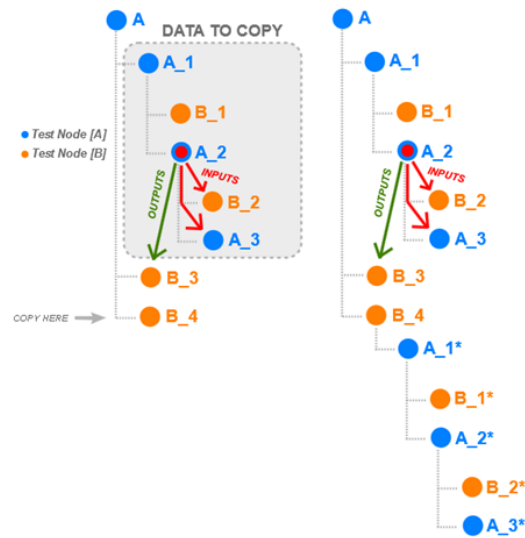 A
DATA TO COPY
A_1
B_1
Test Node [A]
Test Node [B]
A_2
OUTPUTS
INPUTS
B_2
A_3
B_3
COPY HERE
B_4
A
A_1
B_1
A_2
OUTPUTS
INPUTS
B_2
A_3
B_3
B_4
A_1*
B_1*
A_2*
B_2*
A_3*